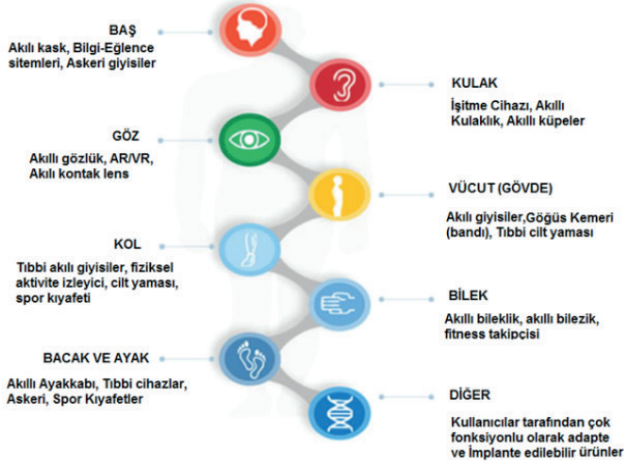 BAŞ
Akılı kask, Bilgi-Eğlence
sitemleri, Askeri giyisiler
KULAK
İşitme Cihazı, Akıllı
Kulaklık, Akıllı küpeler
GÖZ
Akıllı gözlük, AR/VR,
Akılı kontak lens
VÜCUT (GÖVDE)
Akılı giyisiler,Göğüs Kemeri
(bandı), Tıbbi cilt yaması
KOL
Tıbbi akılı giyisiler, fiziksel
aktivite izleyici, cilt yaması,
spor kıyafeti
BİLEK
Akıllı bileklik, akıllı bilezik,
fitness takipçisi
BACAK VE AYAK
Akıllı Ayakkabı, Tıbbi cihazlar,
Askeri, Spor Kıyafetler
DİĞER
Kullanıcılar tarafından çok
fonksiyonlu olarak adapte
ve İmplante edilebilir ürünler